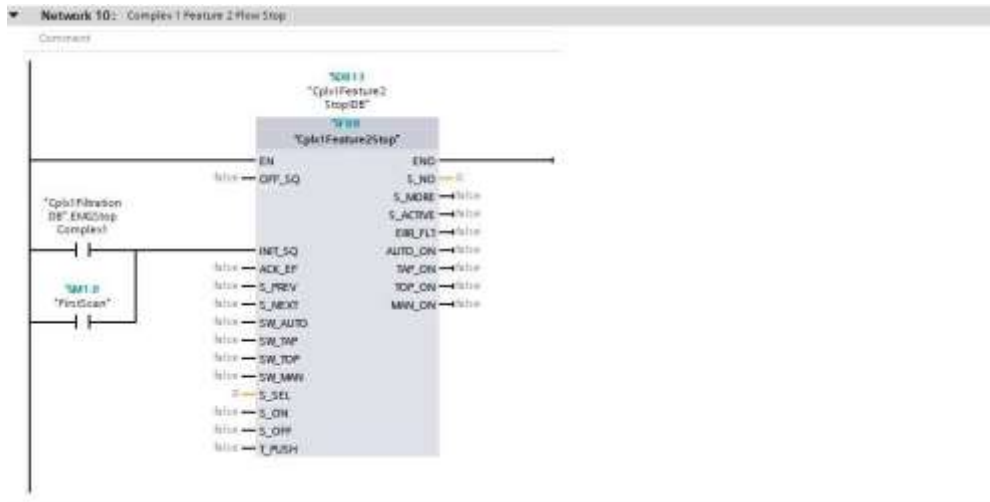 Network 10: Complex 1 Feature 2 Flow Stop
Comment
"Cplx1Feature2
StopIDB"
"Cplx1Feature2Stop"
EN
ENO
false
OFF_SQ
S_NO
0
S_MORE
false
"Cplx1Filtration
DB".EMGStop
Complex1
S_ACTIVE
false
ERR_FLT
false
INIT_SQ
AUTO_ON
false
false
ACK_EF
TAP_ON
false
%M1.0
"FirstScan"
false
S_PREV
TOP_ON
false
false
S_NEXT
MAN_ON
false
false
SW_AUTO
false
SW_TAP
false
SW_TOP
false
SW_MAN
0
S_SEL
false
S_ON
false
S_OFF
false
T_PUSH